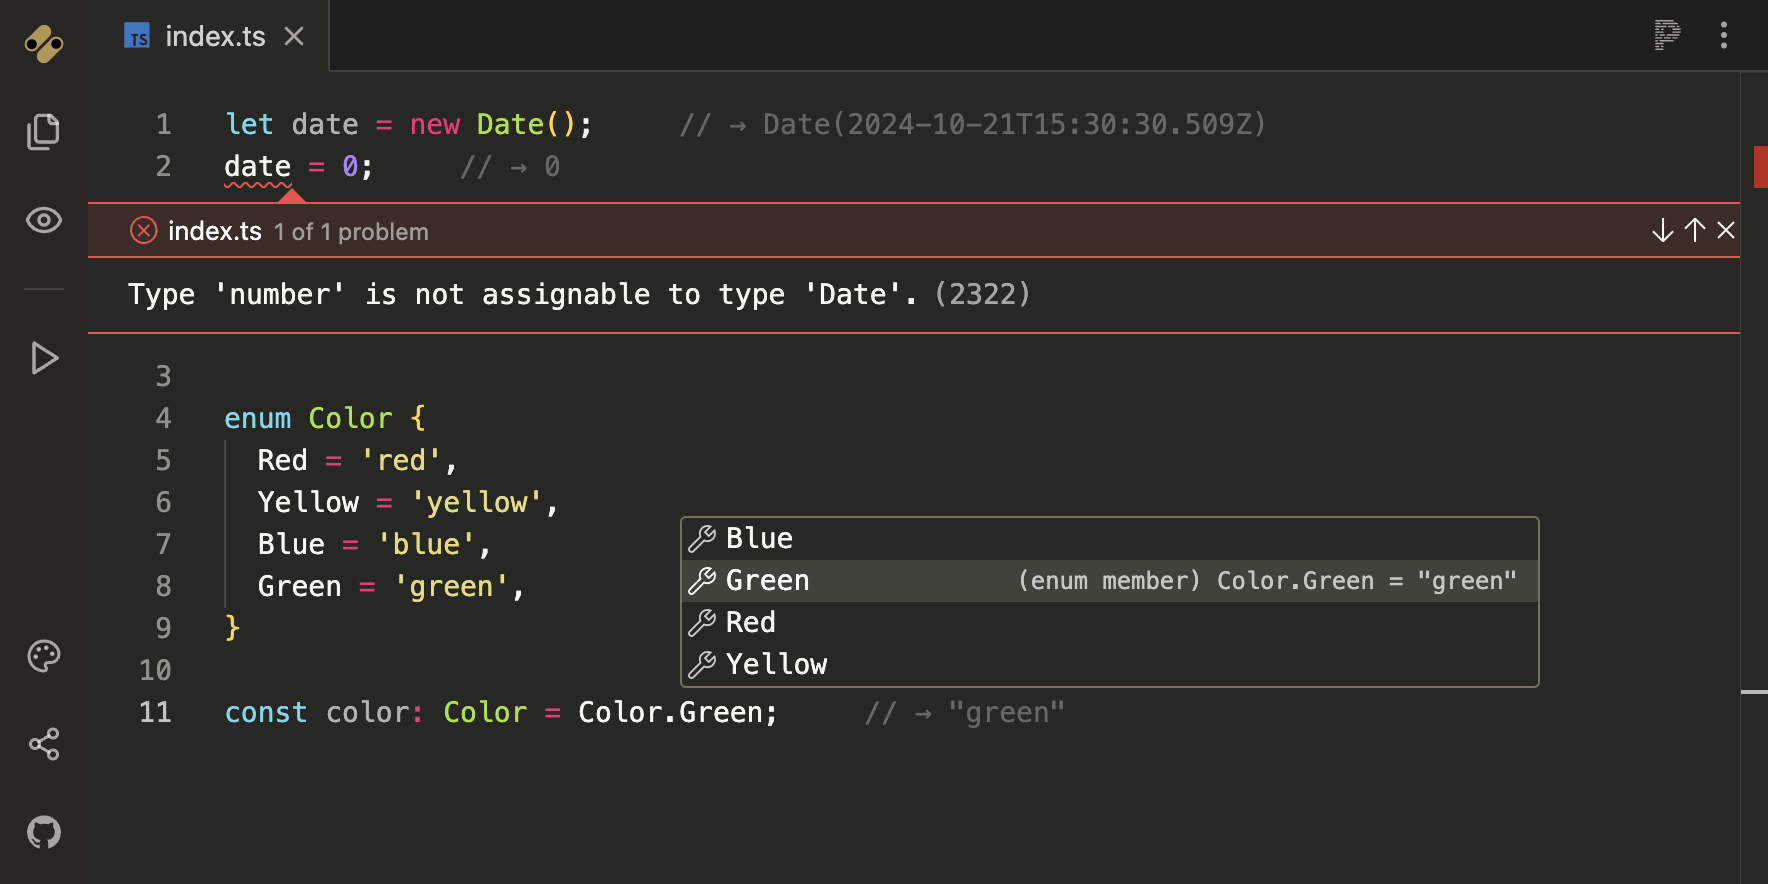 TS index.ts
1 let date = new Date(); // → Date(2024-10-21T15:30:30.509Z)
2 date = 0; // → 0
index.ts 1 of 1 problem
Type 'number' is not assignable to type 'Date'. (2322)
3
4 enum Color {
5 Red = 'red',
6 Yellow = 'yellow',
7 Blue = 'blue',
8 Green = 'green',
9 }
10
Blue
Green (enum member) Color.Green = "green"
Red
Yellow
11 const color: Color = Color.Green; // → "green"